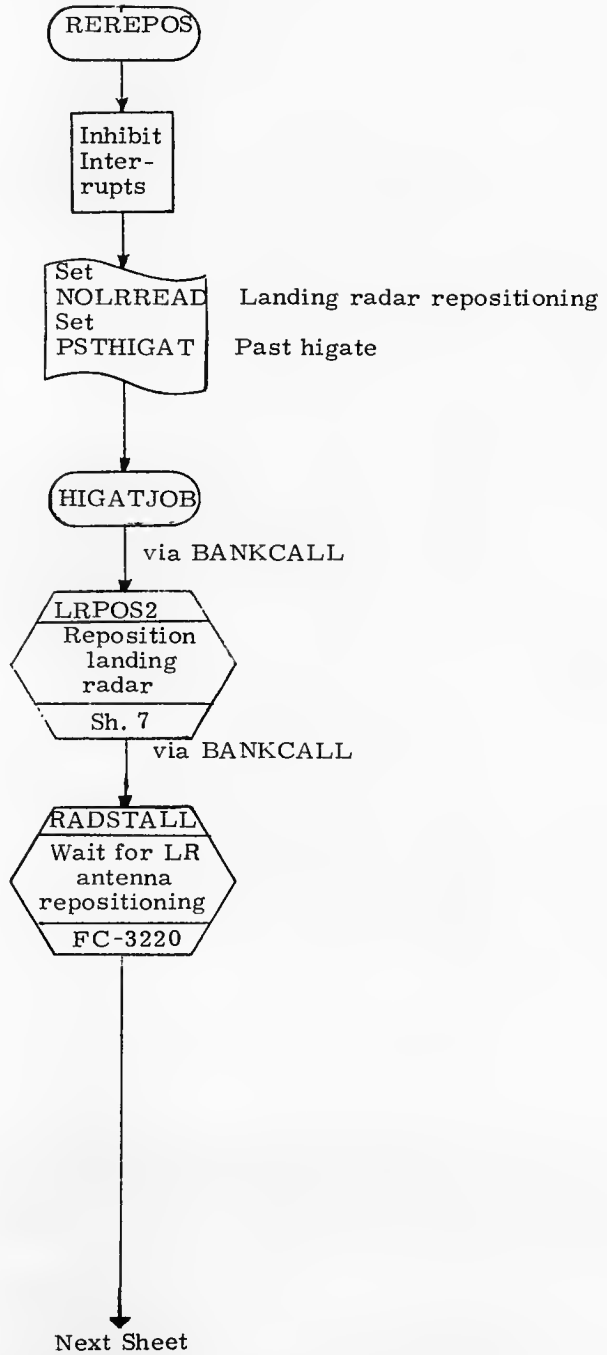 REREPOS
Inhibit
Inter-
rupts
Set
NOLRREAD Landing radar repositioning
Set
PSTHIGAT Past higate
HIGATJOB
via BANKCALL
LRPOS2
Reposition
landing
radar
Sh. 7
via BANKCALL
RADSTALL
Wait for LR
antenna
repositioning
FC-3220
Next Sheet